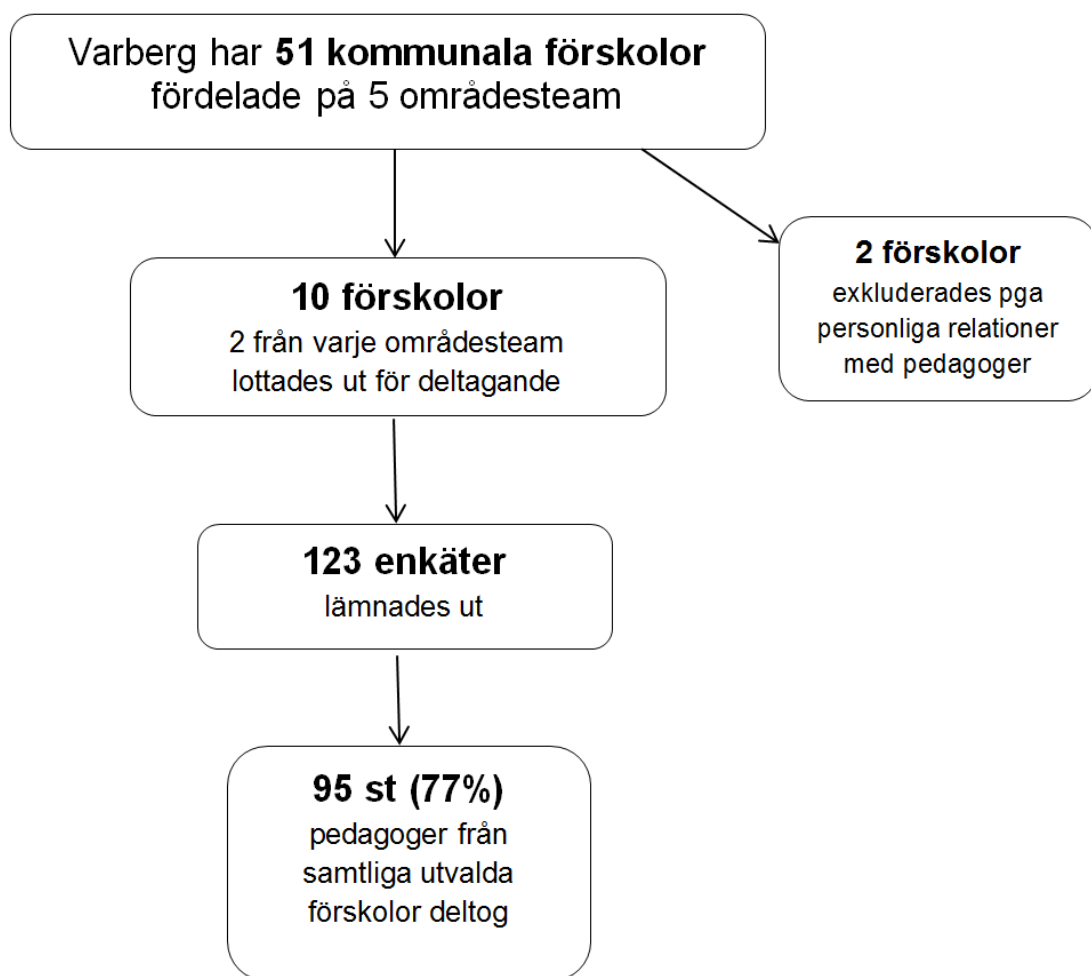 Varberg har 51 kommunala förskolor
fördelade på 5 områdesteam
2 förskolor
exkluderades pga
personliga relationer
med pedagoger
10 förskolor
2 från varje områdesteam
lottades ut för deltagande
123 enkäter
lämnades ut
95 st (77%)
pedagoger från
samtliga utvalda
förskolor deltog